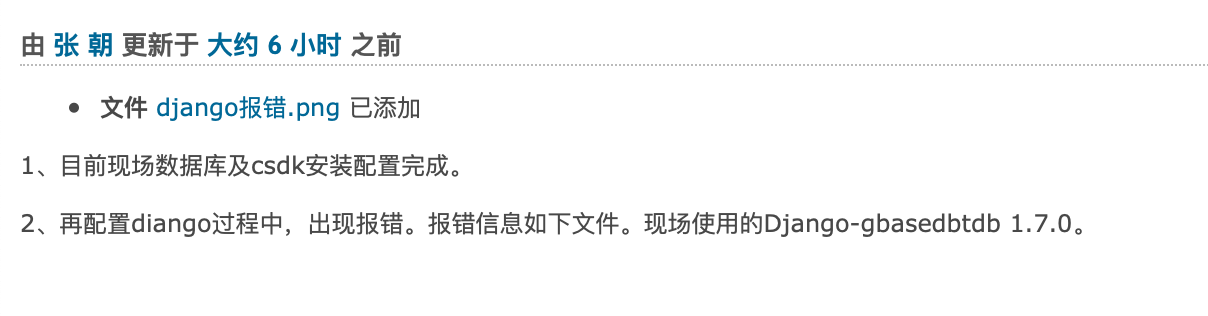 由 张 朝 更新于 大约 6 小时 之前
• 文件 django报错.png 已添加
1、目前现场数据库及csdk安装配置完成。
2、再配置diango过程中，出现报错。报错信息如下文件。现场使用的Django-gbasedbtdb 1.7.0。